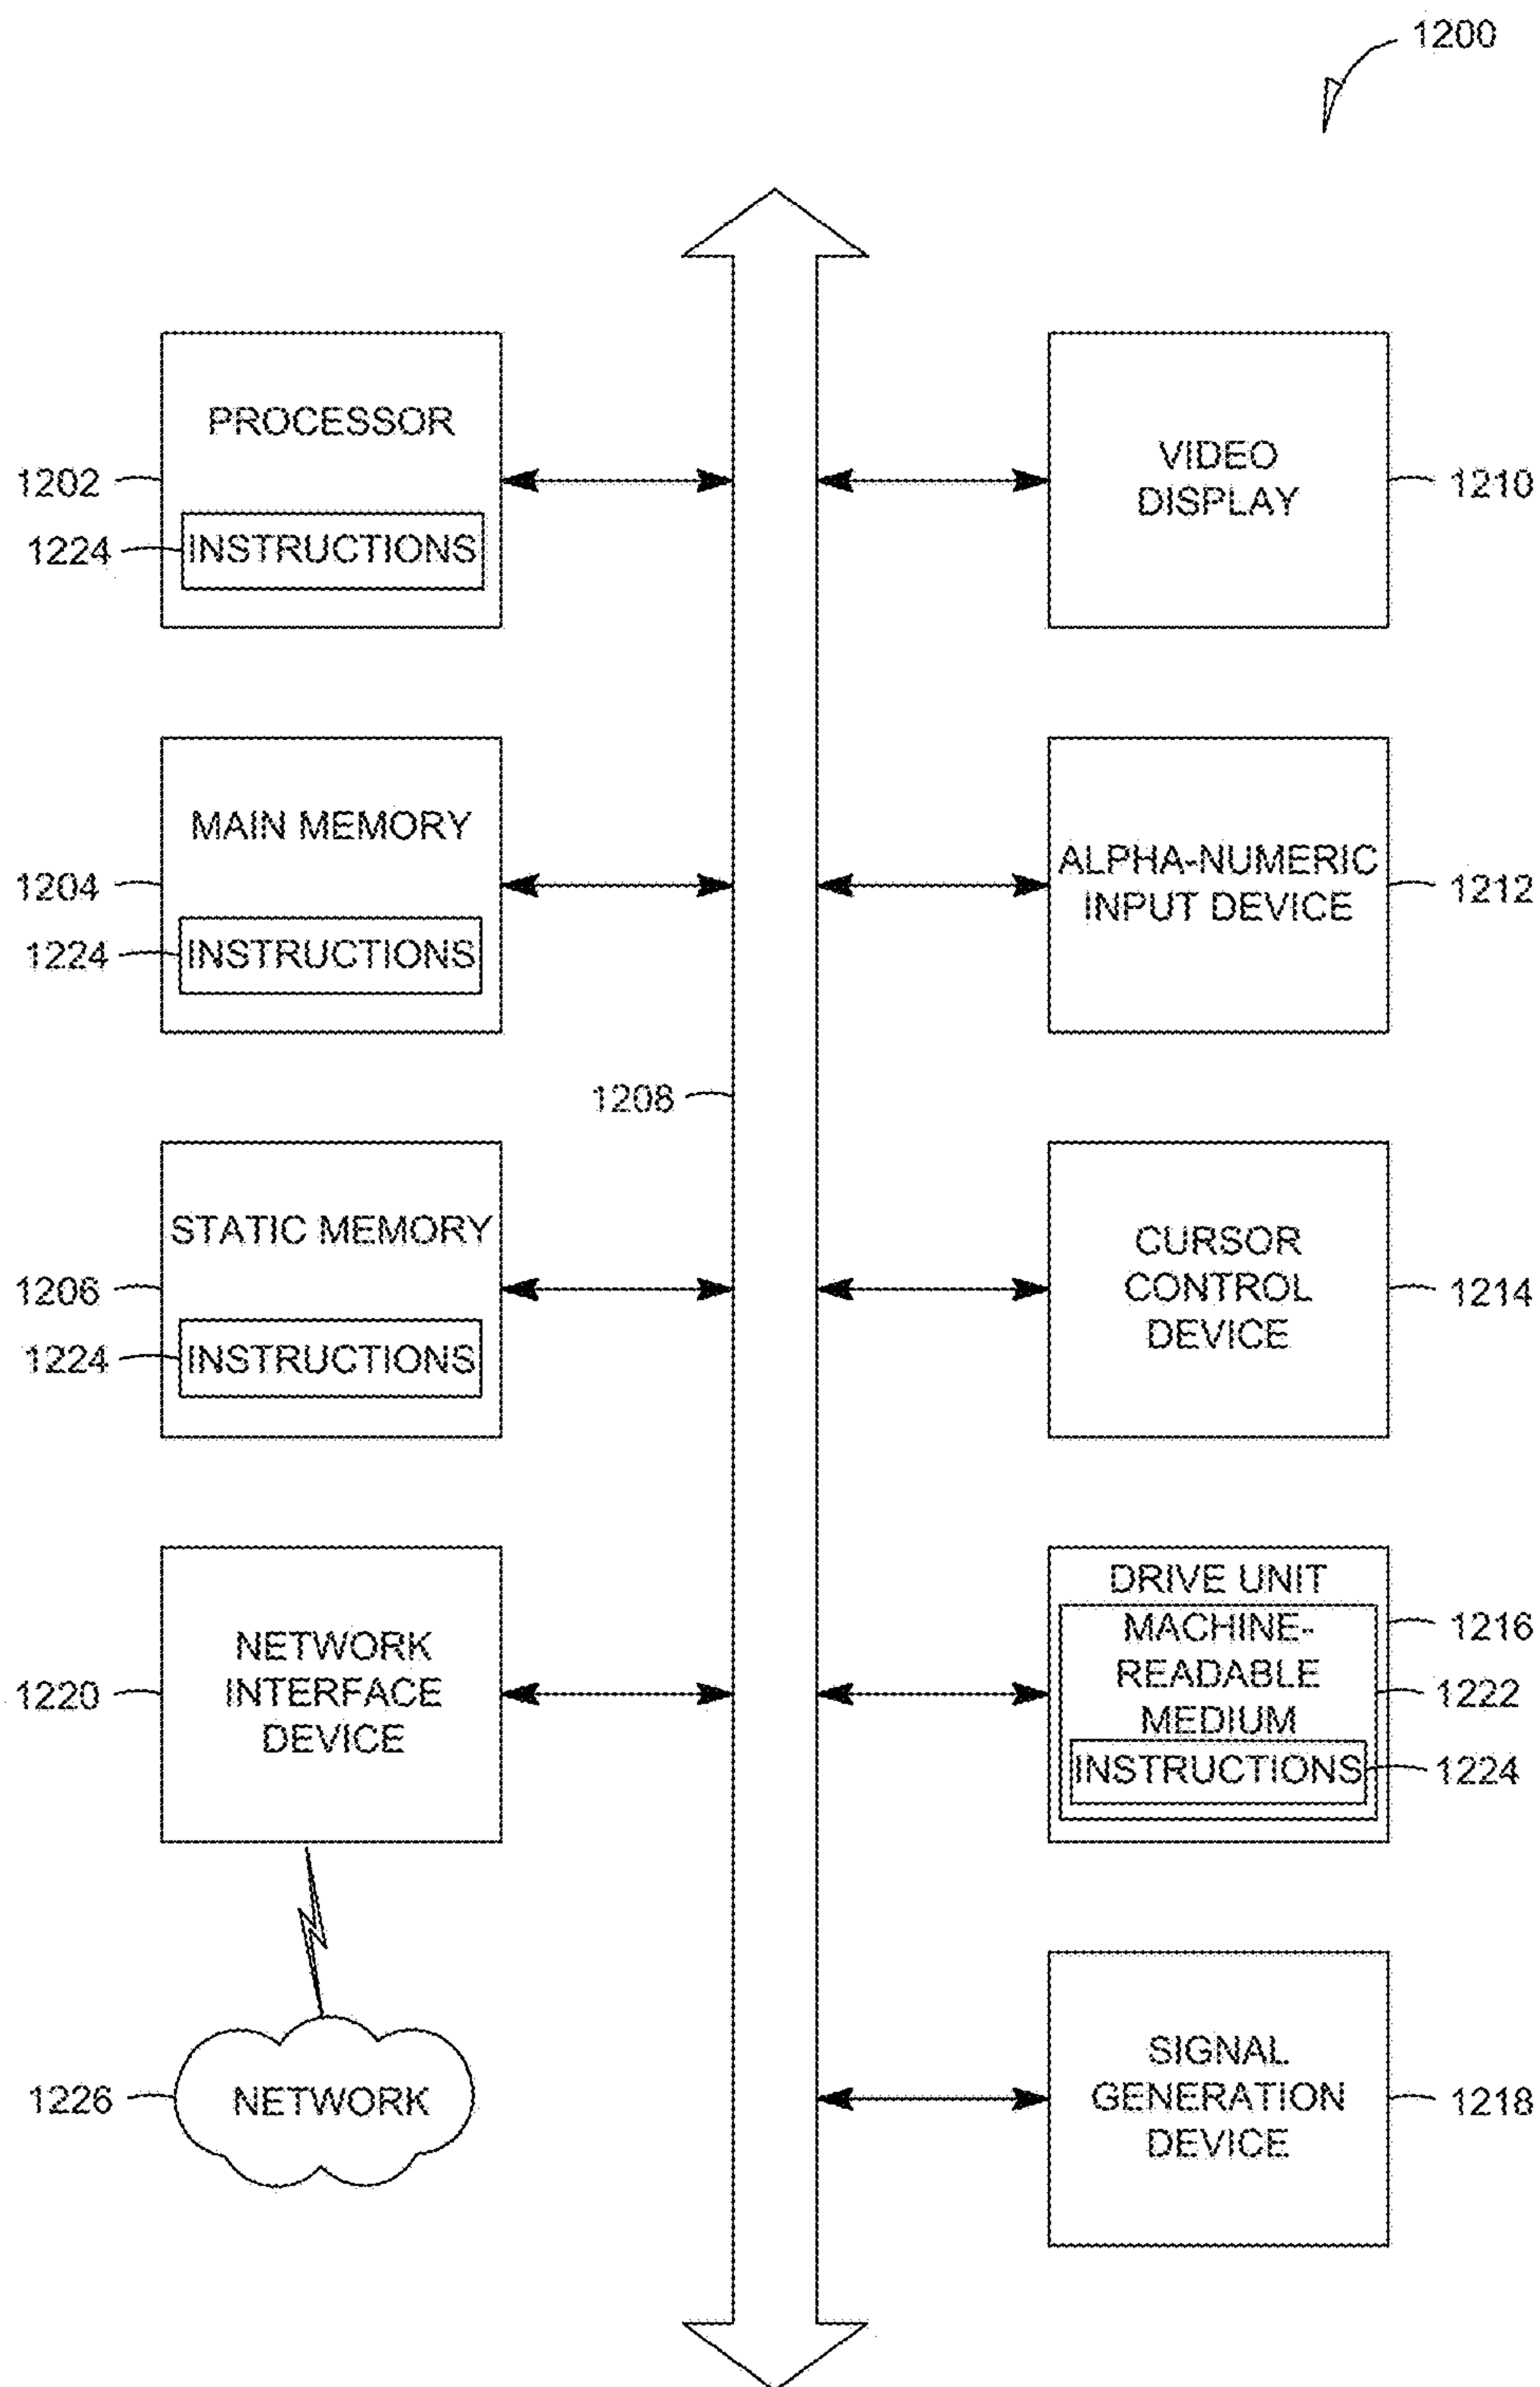 1200
PROCESSOR
1202
1224
INSTRUCTIONS
VIDEO
DISPLAY
1210
MAIN MEMORY
1204
1224
INSTRUCTIONS
ALPHA-NUMERIC
INPUT DEVICE
1212
1208
STATIC MEMORY
1206
1224
INSTRUCTIONS
CURSOR
CONTROL
DEVICE
1214
NETWORK
INTERFACE
DEVICE
1220
DRIVE UNIT
1216
MACHINE-
READABLE
MEDIUM
1222
INSTRUCTIONS
1224
1226
NETWORK
SIGNAL
GENERATION
DEVICE
1218